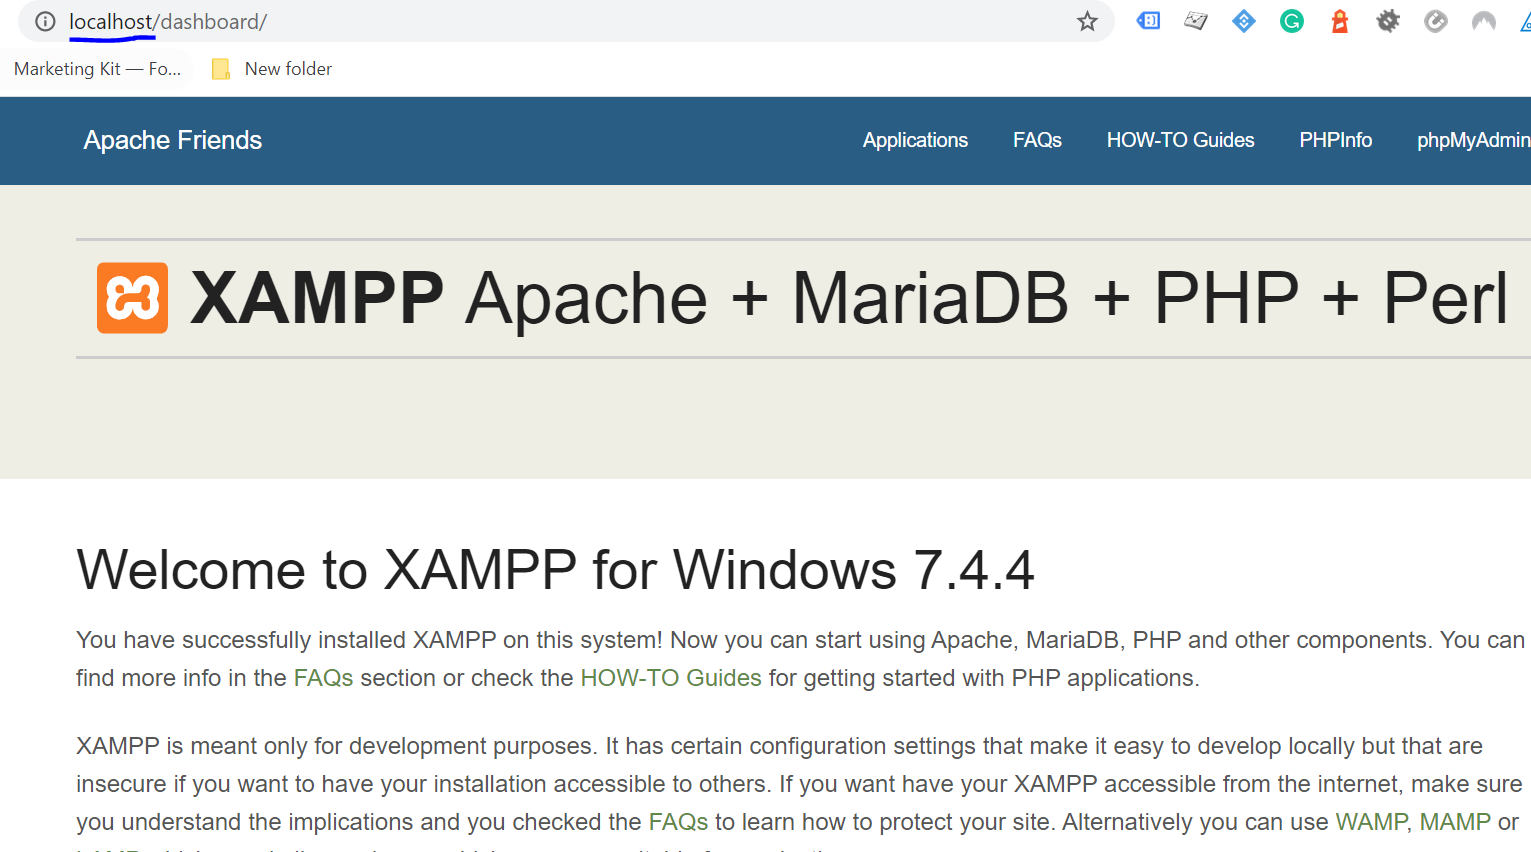 localhost/dashboard/
Marketing Kit — Fo...
New folder
Apache Friends
Applications
FAQs
HOW-TO Guides
PHPInfo
phpMyAdmin
XAMPP Apache + MariaDB + PHP + Perl
Welcome to XAMPP for Windows 7.4.4
You have successfully installed XAMPP on this system! Now you can start using Apache, MariaDB, PHP and other components. You can
find more info in the FAQs section or check the HOW-TO Guides for getting started with PHP applications.
XAMPP is meant only for development purposes. It has certain configuration settings that make it easy to develop locally but that are
insecure if you want to have your installation accessible to others. If you want have your XAMPP accessible from the internet, make sure
you understand the implications and you checked the FAQs to learn how to protect your site. Alternatively you can use WAMP, MAMP or